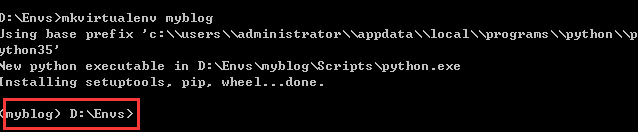 D:\Envs>mkvirtualenv myblog
Using base prefix 'c:\\users\\administrator\\appdata\\local\\programs\\python\\p
ython35'
New python executable in D:\Envs\myblog\Scripts\python.exe
Installing setuptools, pip, wheel...done.
(myblog) D:\Envs>